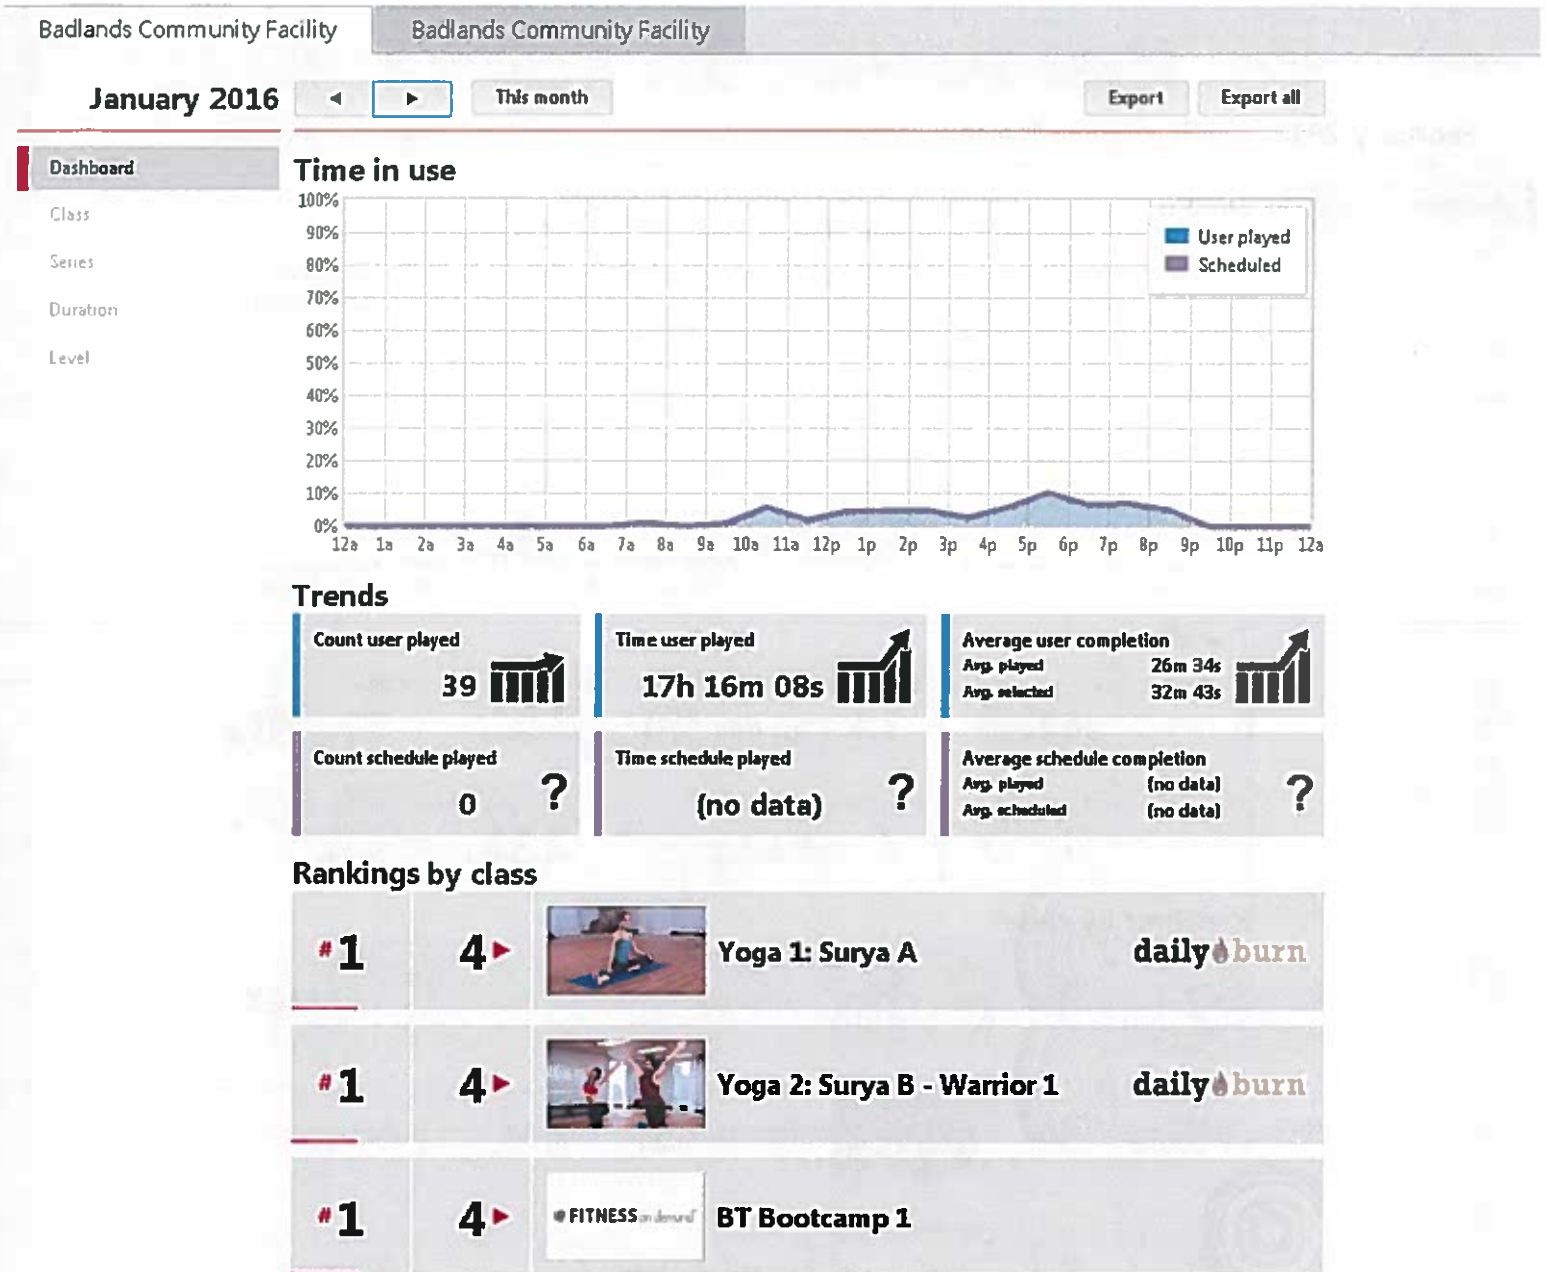 Badlands Community Facility
Badlands Community Facility
January 2016
This month
Export
Export all
Dashboard
Class
Series
Duration
Level
Time in use
100%
90%
80%
70%
60%
50%
40%
30%
20%
10%
0%
User played
Scheduled
12a 1a 2a 3a 4a 5a 6a 7a 8a 9a 10a 11a 12p 1p 2p 3p 4p 5p 6p 7p 8p 9p 10p 11p 12a
Trends
Count user played
39
Time user played
17h 16m 08s
Average user completion
Avg. played 26m 34s
Avg. selected 32m 43s
Count schedule played
0 ?
Time schedule played
(no data) ?
Average schedule completion
Avg. played (no data)
Avg. scheduled (no data)
?
Rankings by class
#1 4 Yoga 1: Surya A daily burn
#1 4 Yoga 2: Surya B - Warrior 1 daily burn
#1 4 FITNESS on demand BT Bootcamp 1